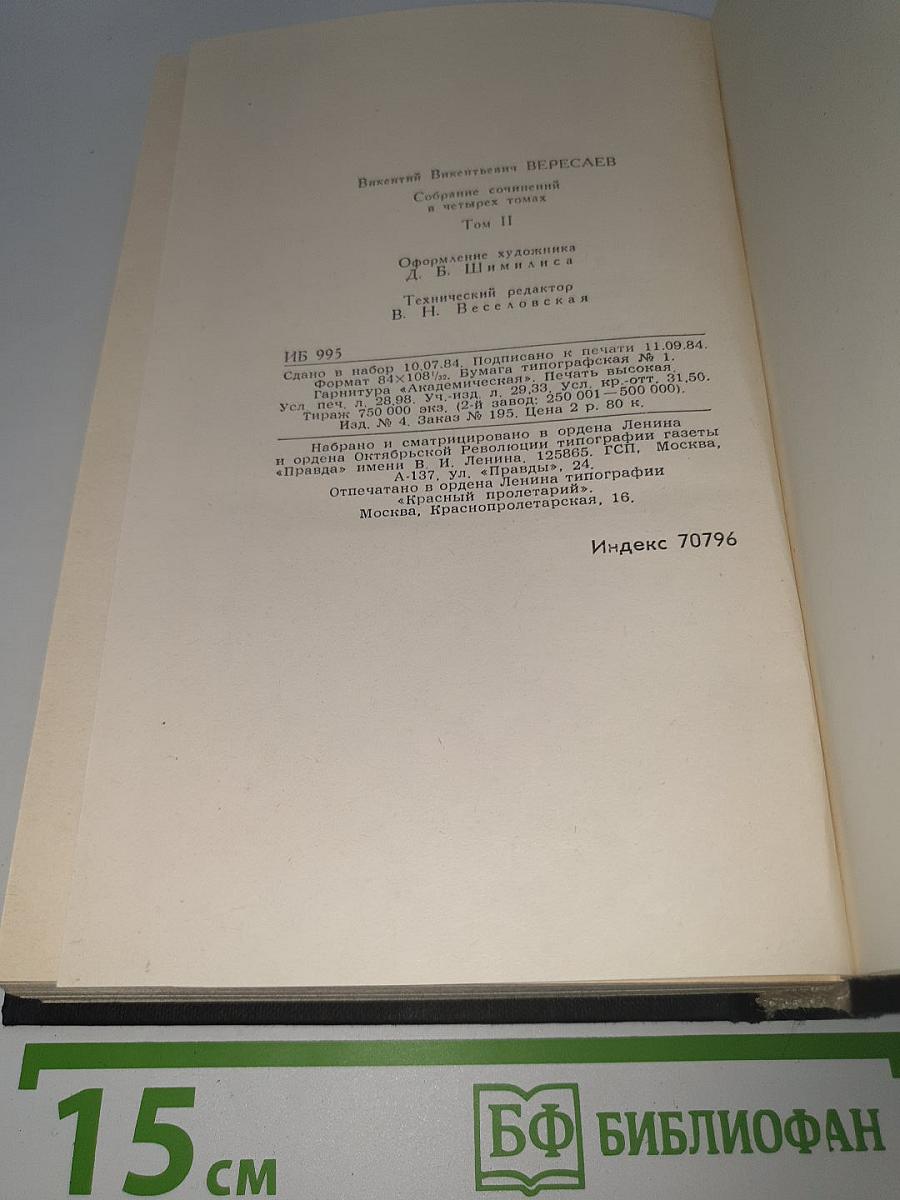 Викентий Викентьевич ВЕРЕСАЕВ
Собрание сочинений
в четырех томах
Том II
Оформление художника
Д. Б. Шимилиса
Технический редактор
В. Н. Веселовская
ИБ 995
Сдано в набор 10.07.84. Подписано к печати 11.09.84.
Формат 84×108¹/₃₂. Бумага типографская № 1.
Гарнитура «Академическая». Печать высокая.
Усл. печ. л. 28,98. Уч.-изд. л. 29,33. Усл. кр.-отт. 31,50.
Тираж 750 000 экз. (2-й завод: 250 001—500 000).
Изд. № 4. Заказ № 195. Цена 2 р. 80 к.
Набрано и сматрицировано в ордена Ленина
и ордена Октябрьской Революции типографии газеты
«Правда» имени В. И. Ленина. 125865. ГСП, Москва,
А-137, ул. «Правды», 24.
Отпечатано в ордена Ленина типографии
«Красный пролетарий».
Москва, Краснопролетарская, 16.
Индекс 70796
15 см
БФ БИБЛИОФАН